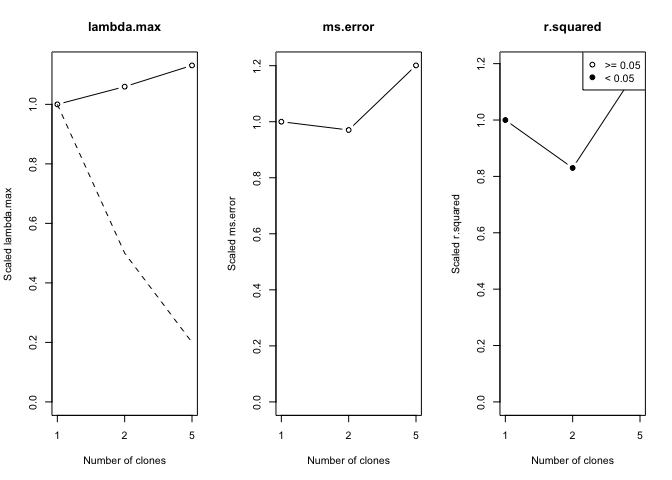 lambda.max
Scaled lambda.max
0.0 0.2 0.4 0.6 0.8 1.0
1 2 5
Number of clones
ms.error
Scaled ms.error
0.0 0.2 0.4 0.6 0.8 1.0 1.2
1 2 5
Number of clones
r.squared
Scaled r.squared
0.0 0.2 0.4 0.6 0.8 1.0 1.2
>= 0.05
< 0.05
1 2 5
Number of clones